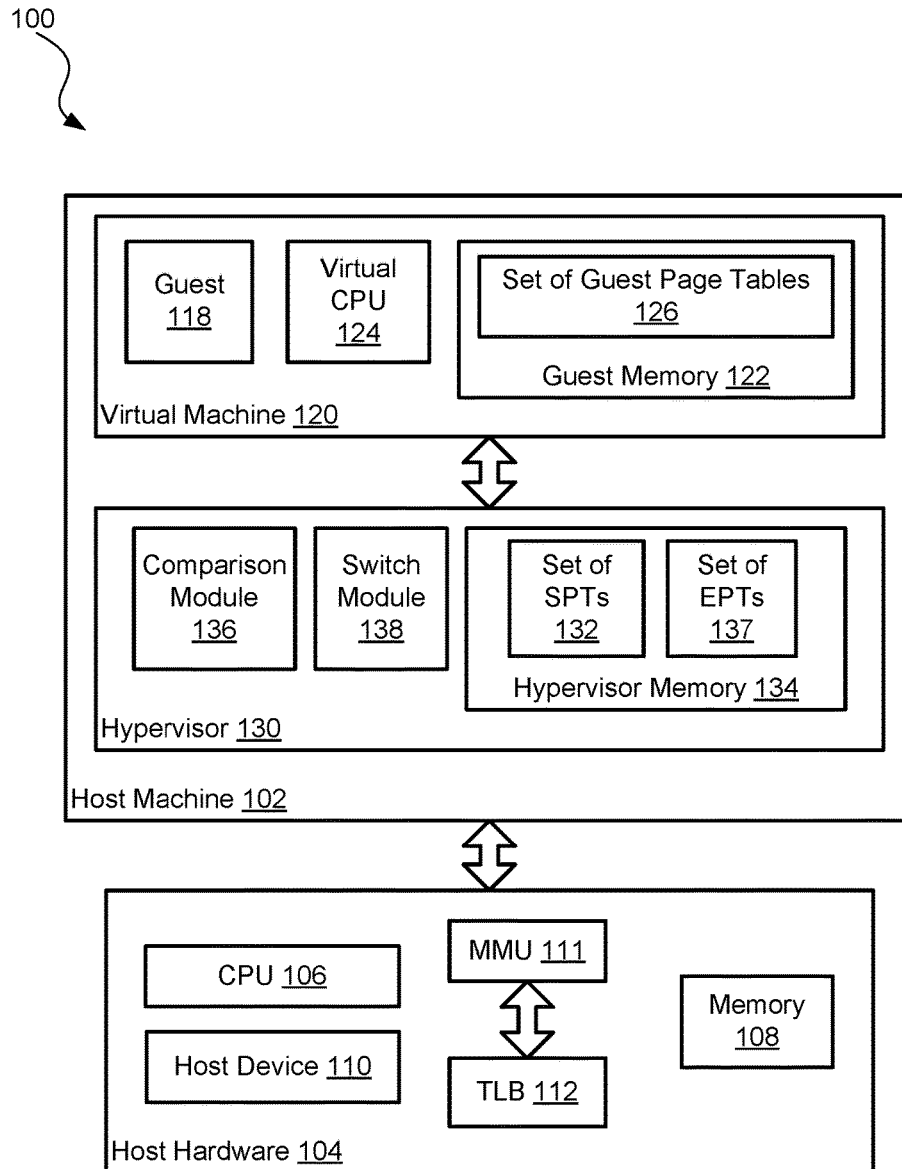 100
Guest
118
Virtual
CPU
124
Set of Guest Page Tables
126
Guest Memory 122
Virtual Machine 120
Comparison
Module
136
Switch
Module
138
Set of
SPTs
132
Set of
EPTs
137
Hypervisor Memory 134
Hypervisor 130
Host Machine 102
CPU 106
MMU 111
Memory
108
Host Device 110
TLB 112
Host Hardware 104